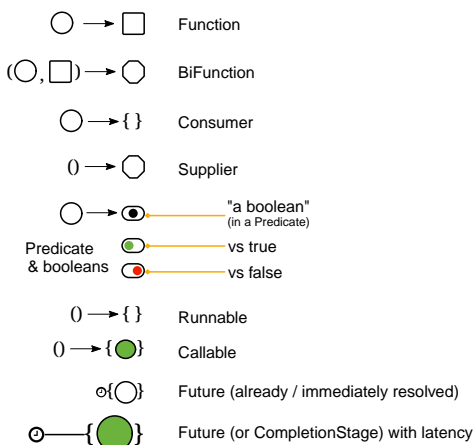 Function
( , ) BiFunction
{ } Consumer
() Supplier
"a boolean"
(in a Predicate)
Predicate
& booleans
vs true
vs false
() { } Runnable
() { } Callable
{ } Future (already / immediately resolved)
{ } Future (or CompletionStage) with latency